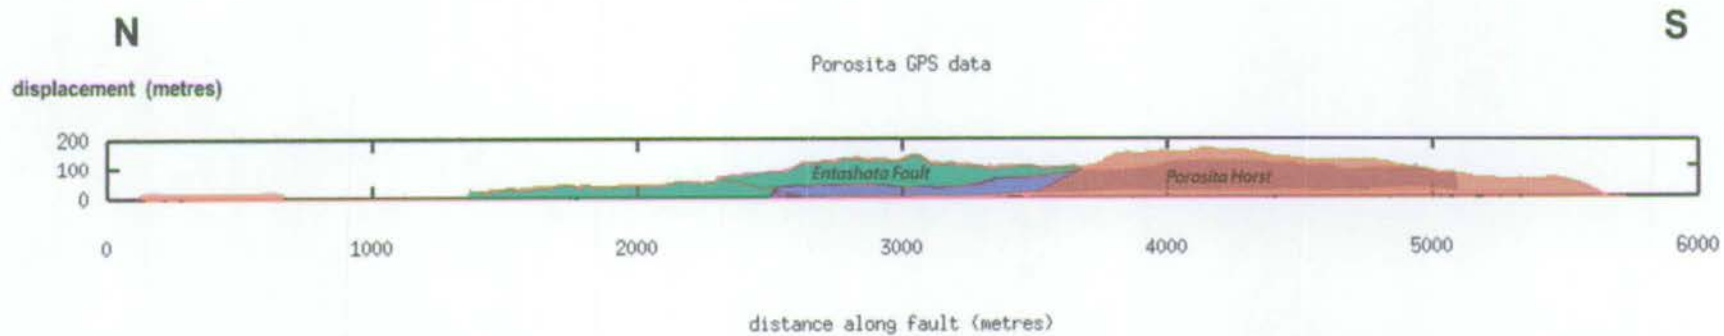 N
S
Porosita GPS data
displacement (metres)
200
100
0
Entashata Fault
Porosita Horst
0 1000 2000 3000 4000 5000 6000
distance along fault (metres)